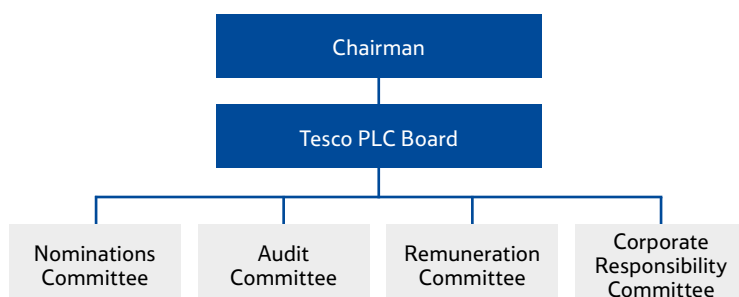 Chairman
Tesco PLC Board
Nominations
Committee
Audit
Committee
Remuneration
Committee
Corporate
Responsibility
Committee